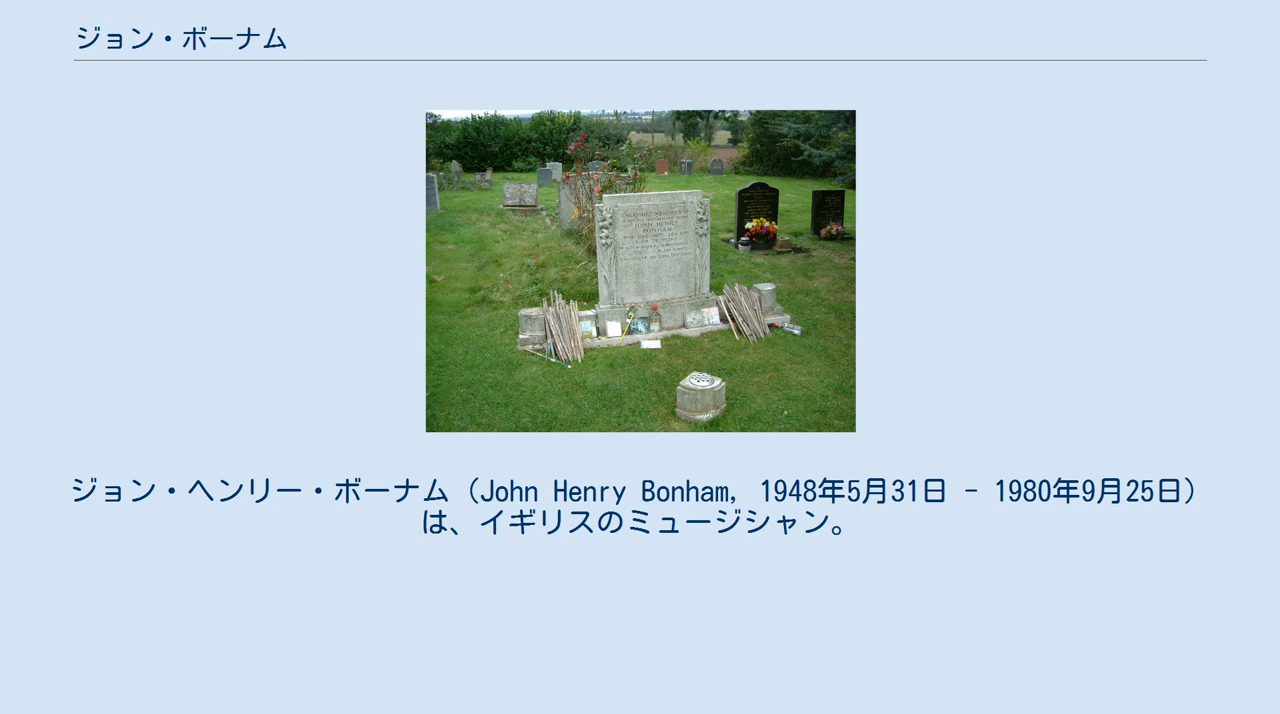 ジョン・ボーナム
CHERISHED MEMORIES OF
JOHN HENRY
BONHAM
ジョン・ヘンリー・ボーナム（John Henry Bonham, 1948年5月31日 - 1980年9月25日）
は、イギリスのミュージシャン。